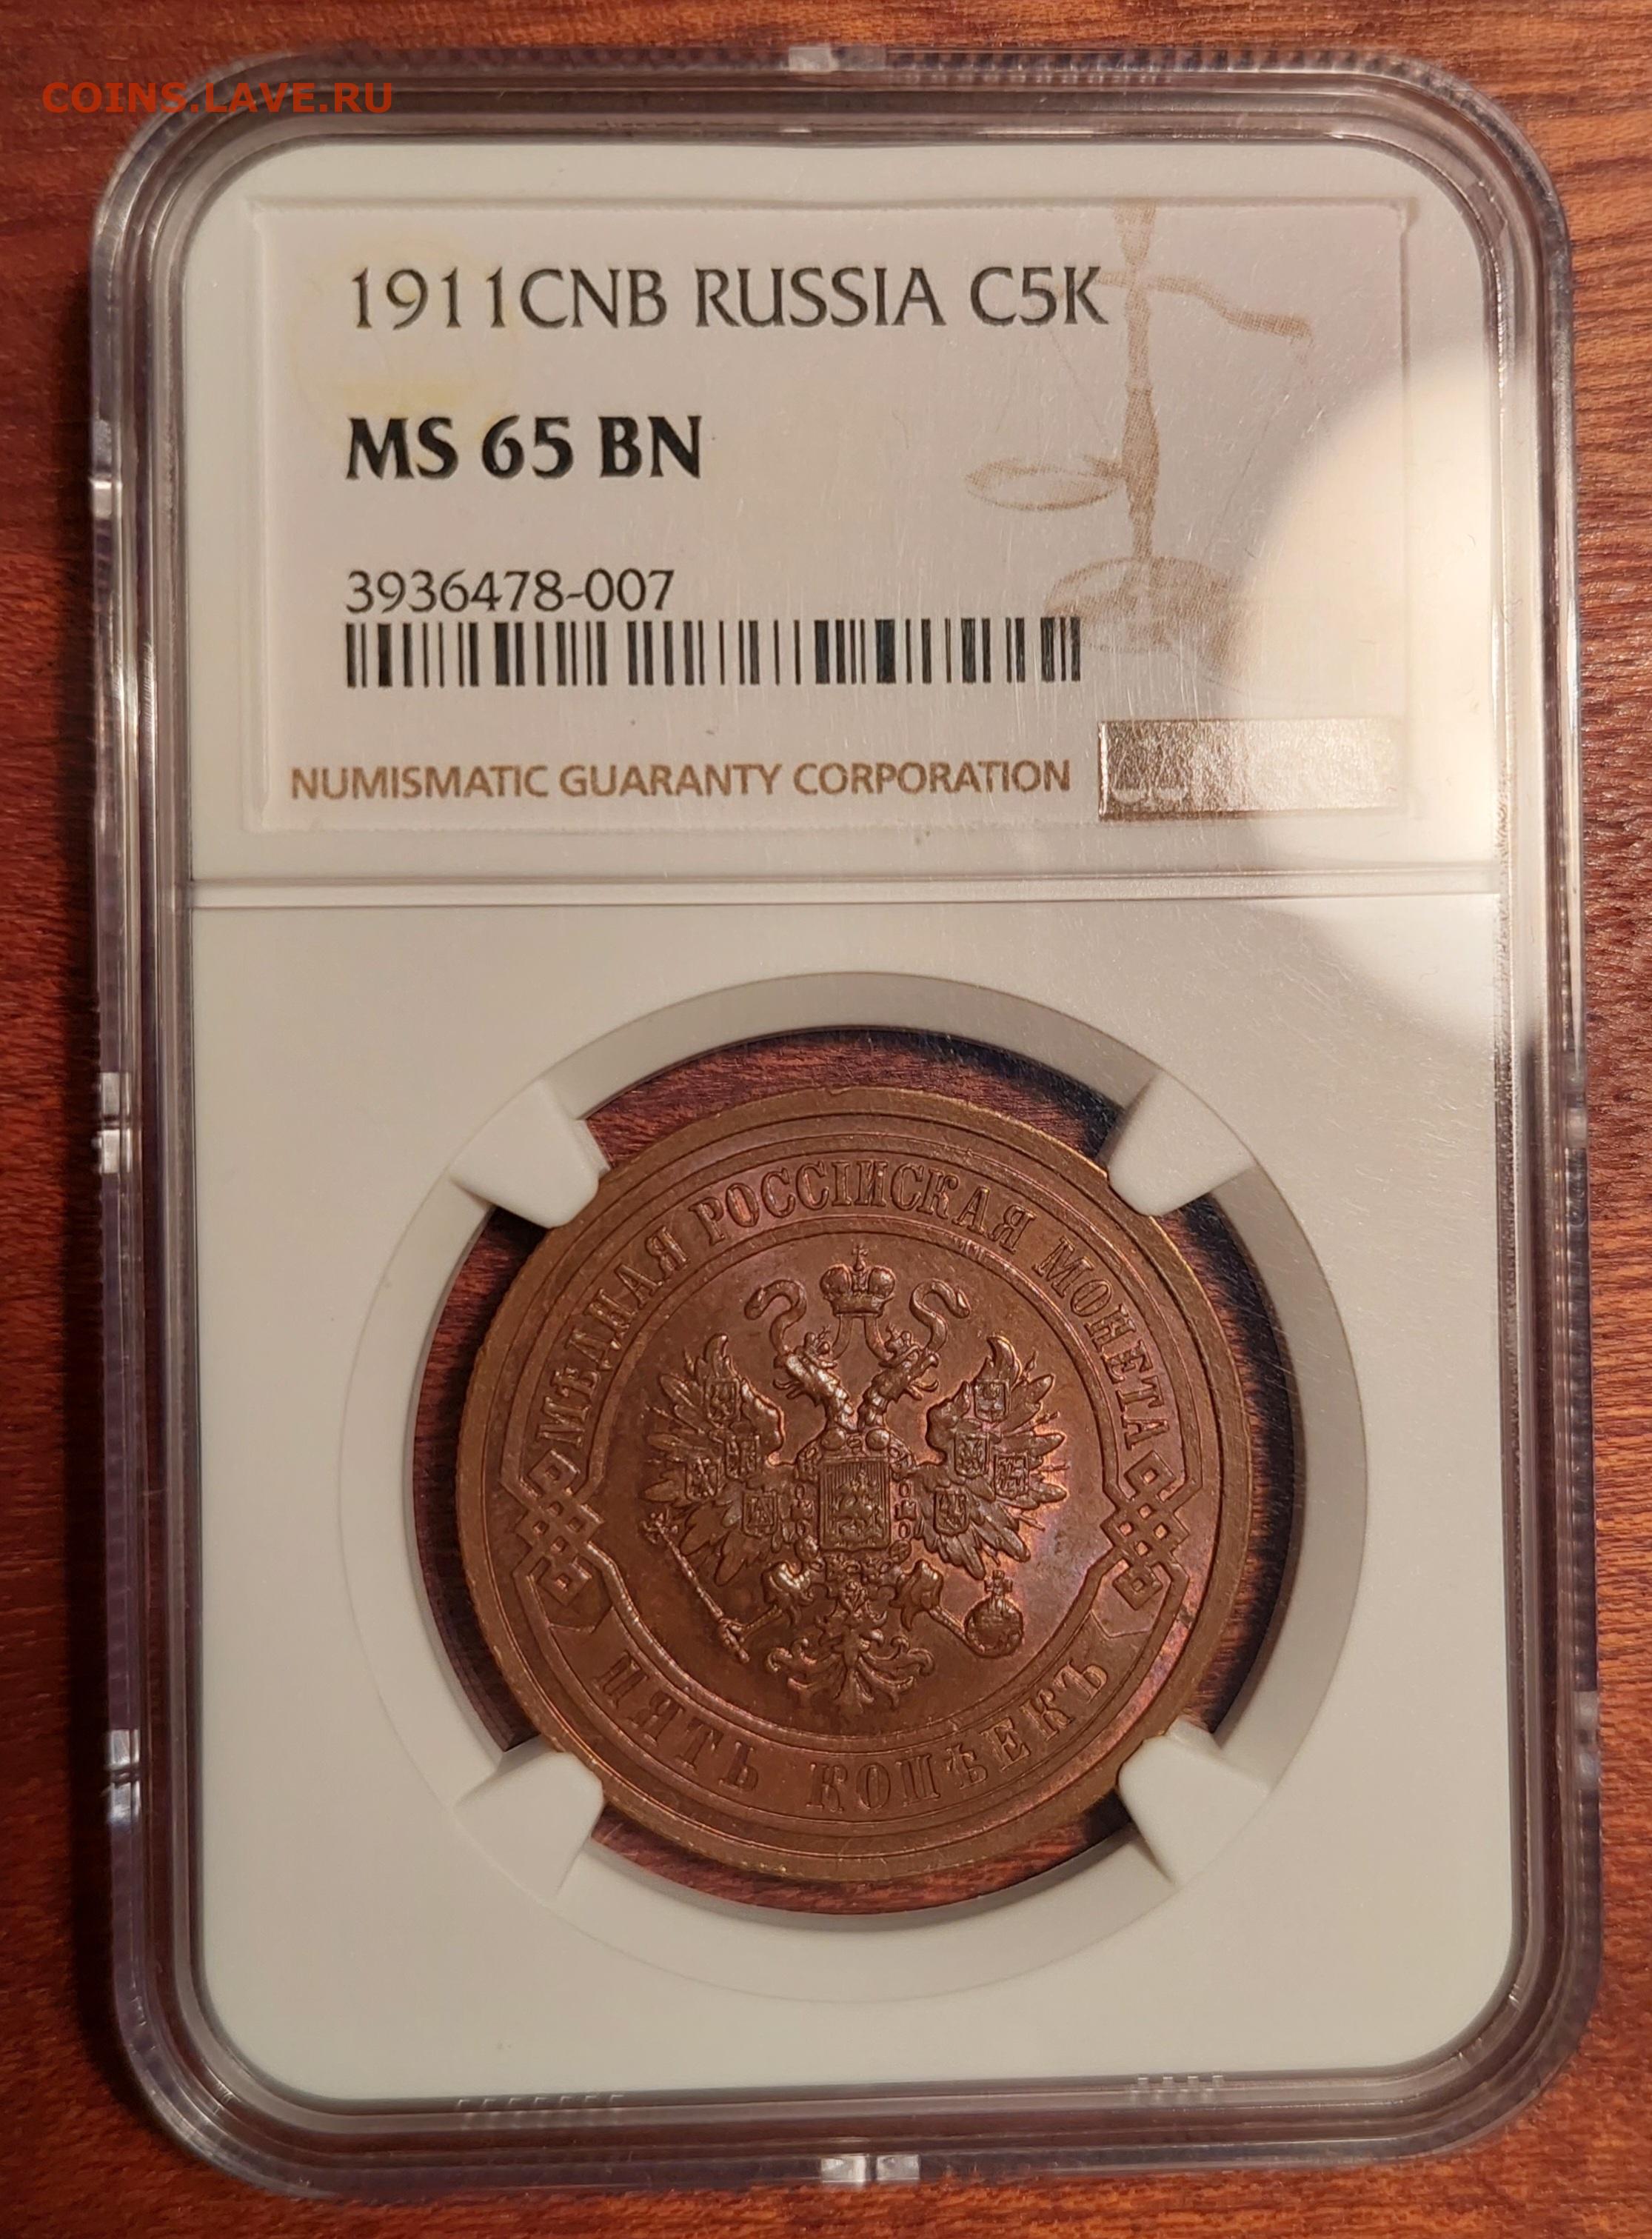 COINS.LAVE.RU
1911CNB RUSSIA C5K
MS 65 BN
3936478-007
NUMISMATIC GUARANTY CORPORATION
МѢДНАЯ РОССІЙСКАЯ МОНЕТА
ПЯТЬ КОПѢЕКЪ